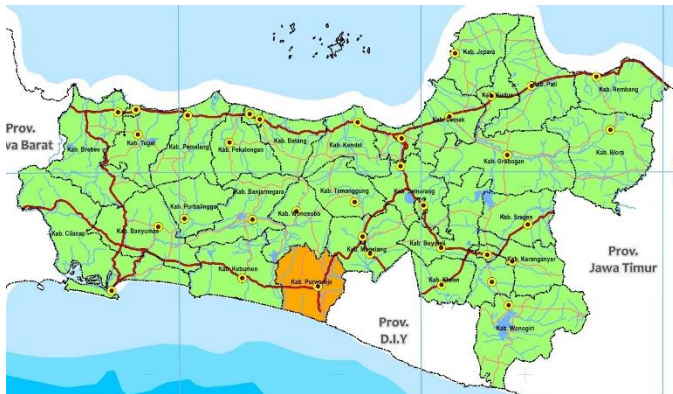 Kab. Jepara
Kab. Kudus
Kab. Pati
Kab. Rembang
Kab. Demak
Prov.
wa Barat
Kab. Brebes
Kab. Tegal
Kab. Pemalang
Kab. Pekalongan
Kab. Batang
Kab. Kendal
Kab. Grobogan
Kab. Blora
Kab. Cilacap
Kab. Banyumas
Kab. Purbalingga
Kab. Banjarnegara
Kab. Wonosobo
Kab. Temanggung
Kab. Semarang
Kab. Sragen
Kab. Magelang
Kab. Boyolali
Kab. Karanganyar
Prov.
Jawa Timur
Kab. Kebumen
Kab. Purworejo
Kab. Klaten
Prov.
D.I.Y
Kab. Wonogiri